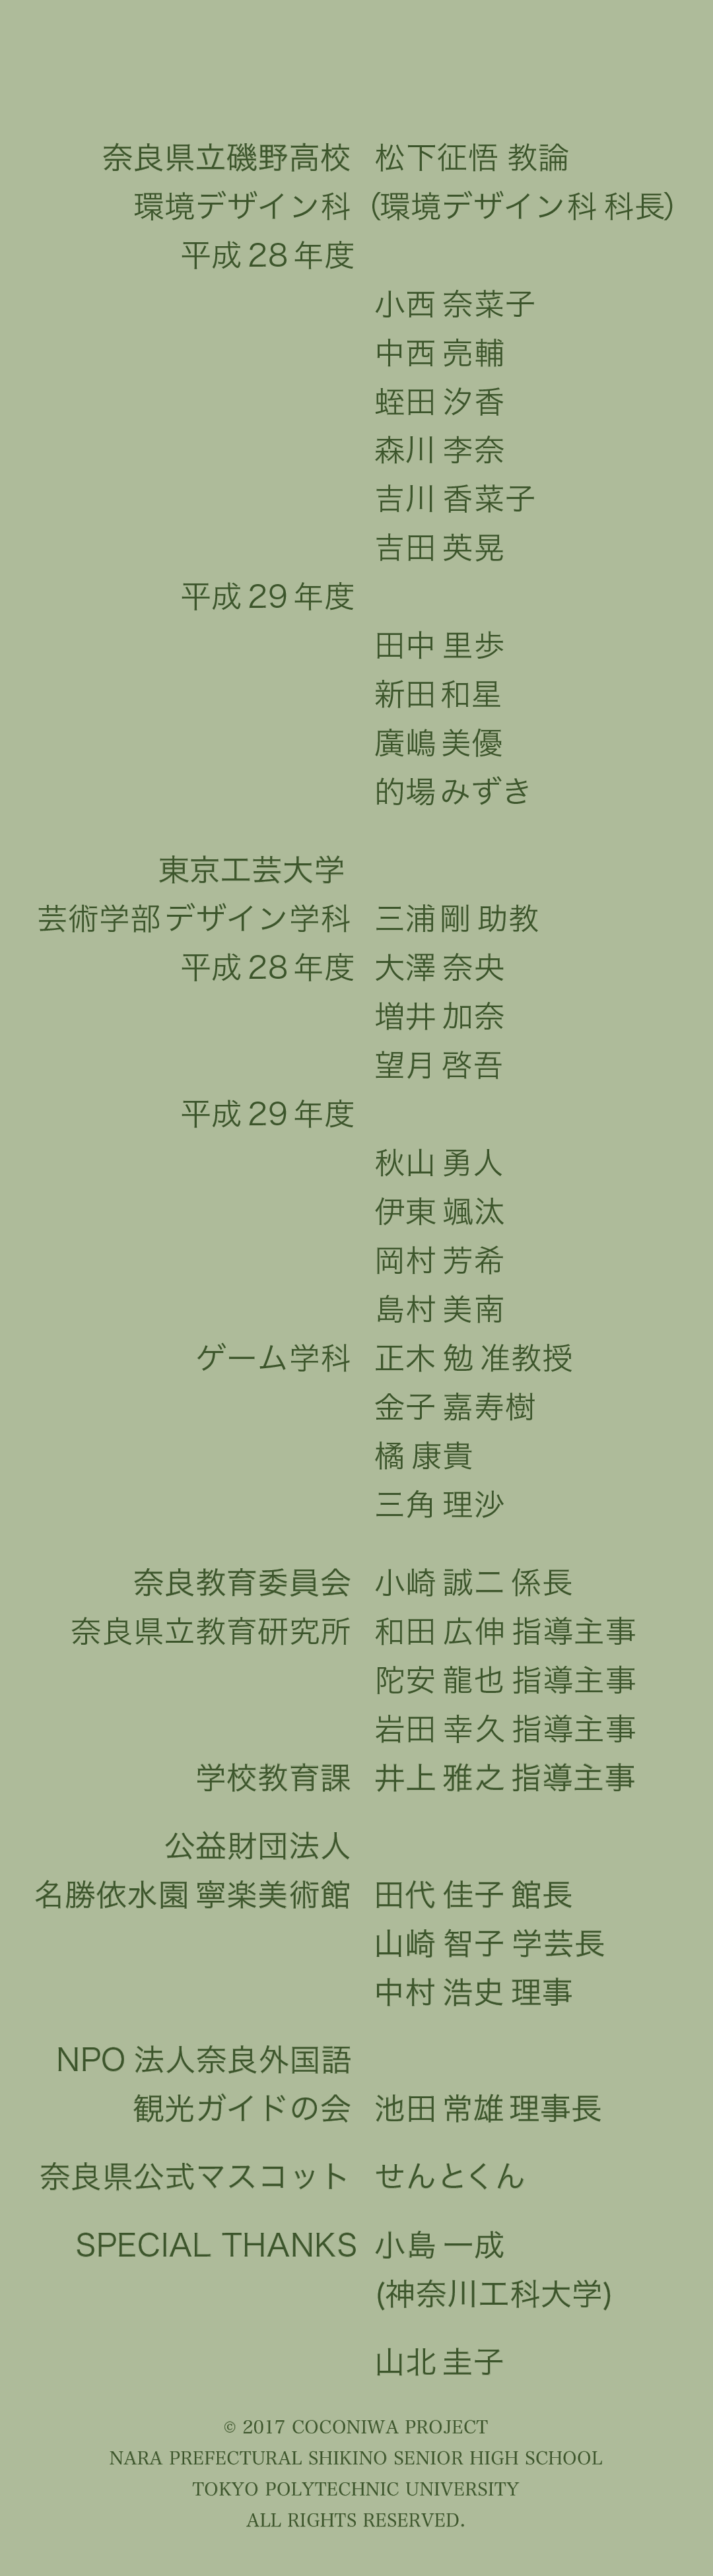 奈良県立磯野高校 松下征悟 教論
環境デザイン科 (環境デザイン科 科長)
平成 28 年度
小西 奈菜子
中西 亮輔
蛭田 汐香
森川 李奈
吉川 香菜子
吉田 英晃
平成 29 年度
田中 里歩
新田 和星
廣嶋 美優
的場 みずき
東京工芸大学
芸術学部 デザイン学科 三浦 剛 助教
平成 28 年度 大澤 奈央
増井 加奈
望月 啓吾
平成 29 年度
秋山 勇人
伊東 颯汰
岡村 芳希
島村 美南
ゲーム学科 正木 勉 准教授
金子 嘉寿樹
橘 康貴
三角 理沙
奈良教育委員会 小崎 誠二 係長
奈良県立教育研究所 和田 広伸 指導主事
陀安 龍也 指導主事
岩田 幸久 指導主事
学校教育課 井上 雅之 指導主事
公益財団法人
名勝依水園 寧楽美術館 田代 佳子 館長
山崎 智子 学芸長
中村 浩史 理事
NPO 法人奈良外国語
観光ガイドの会 池田 常雄 理事長
奈良県公式マスコット せんとくん
SPECIAL THANKS 小島 一成
(神奈川工科大学)
山北 圭子
© 2017 COCONIWA PROJECT
NARA PREFECTURAL SHIKINO SENIOR HIGH SCHOOL
TOKYO POLYTECHNIC UNIVERSITY
ALL RIGHTS RESERVED.